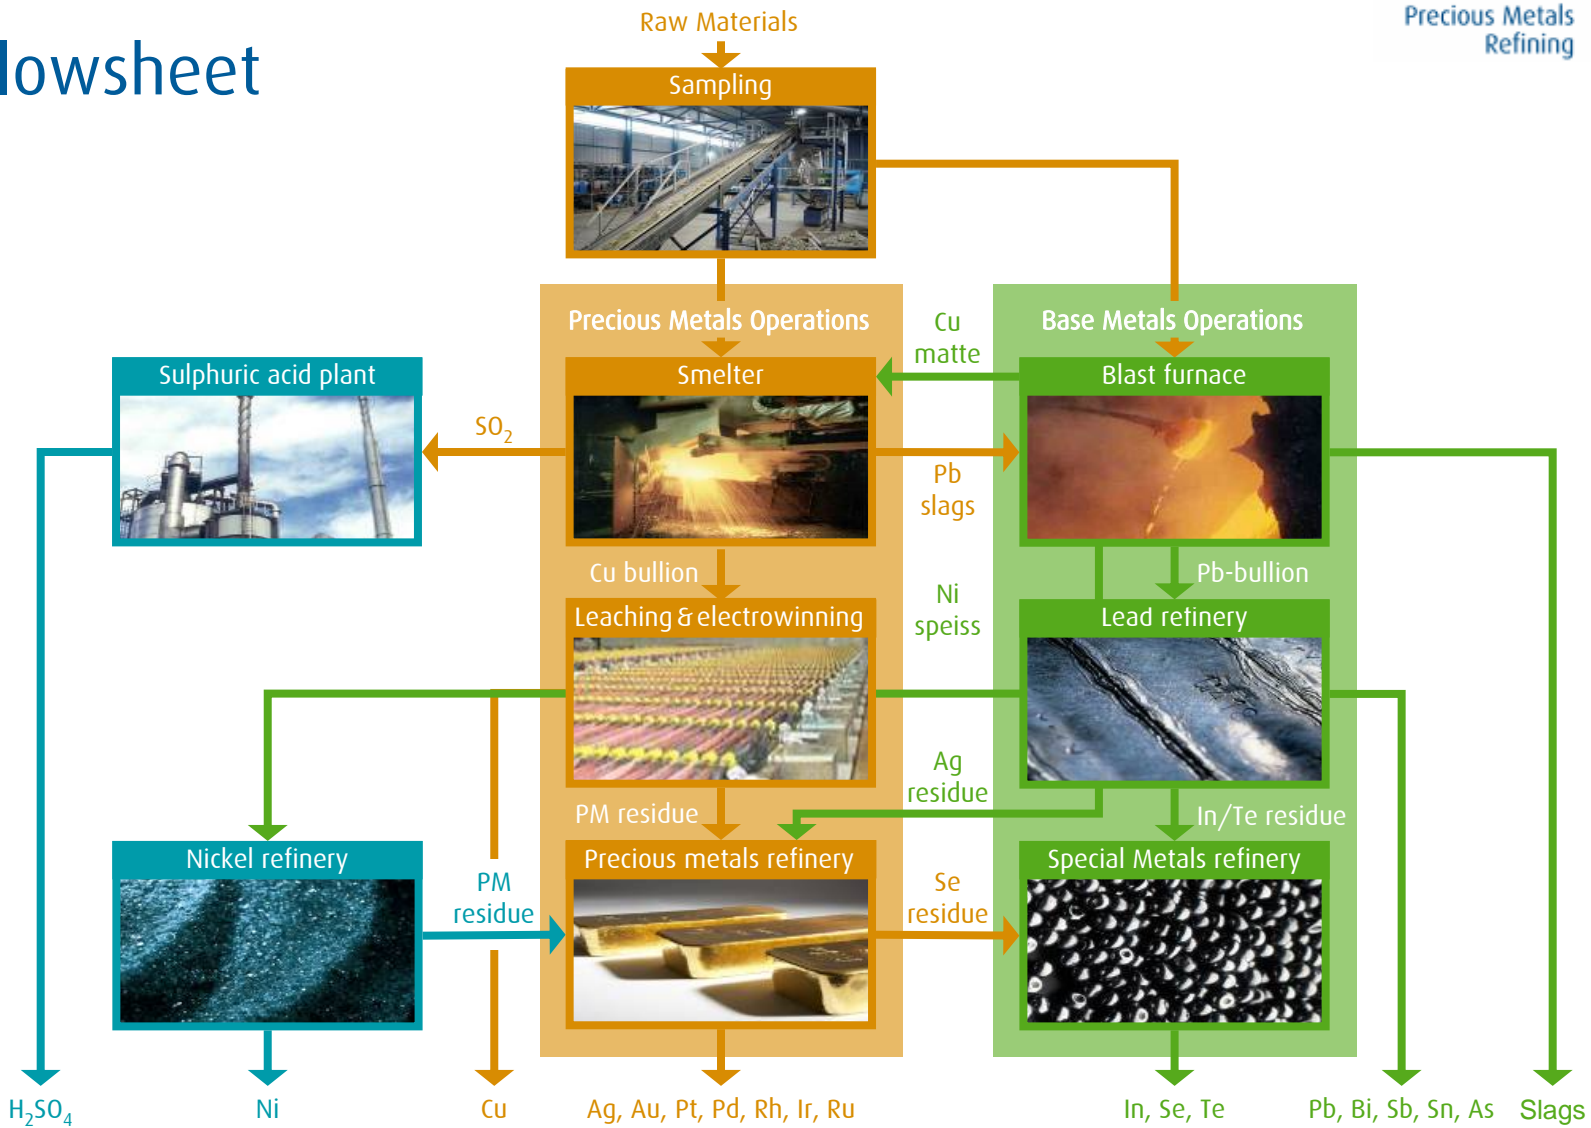 Raw Materials
Precious Metals
Refining
lowsheet
Sampling
Precious Metals Operations
Cu
matte
Base Metals Operations
Sulphuric acid plant
Smelter
Blast furnace
SO₂
Pb
slags
Cu bullion
Pb-bullion
Ni
speiss
Leaching & electrowinning
Lead refinery
Ag
residue
PM residue
In/Te residue
Nickel refinery
Precious metals refinery
Special Metals refinery
PM
residue
Se
residue
H₂SO₄
Ni
Cu
Ag, Au, Pt, Pd, Rh, Ir, Ru
In, Se, Te
Pb, Bi, Sb, Sn, As
Slags